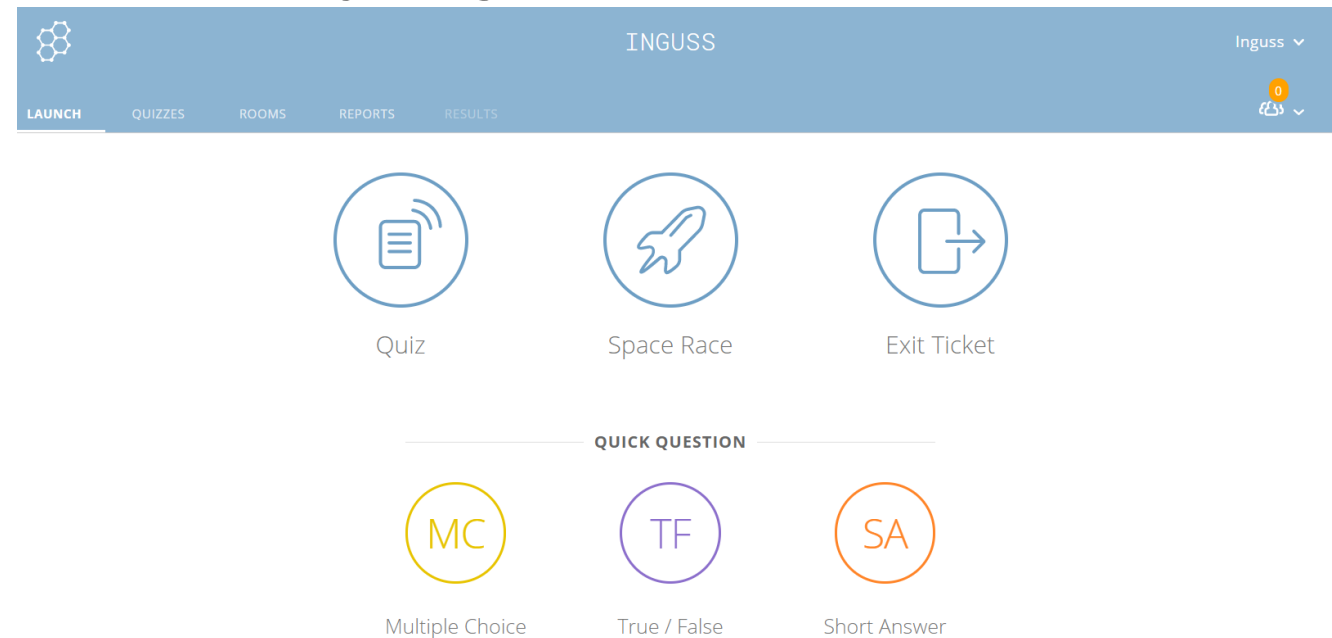 INGUSS
Inguss
0
LAUNCH QUIZZES ROOMS REPORTS RESULTS
Quiz Space Race Exit Ticket
QUICK QUESTION
MC TF SA
Multiple Choice True / False Short Answer